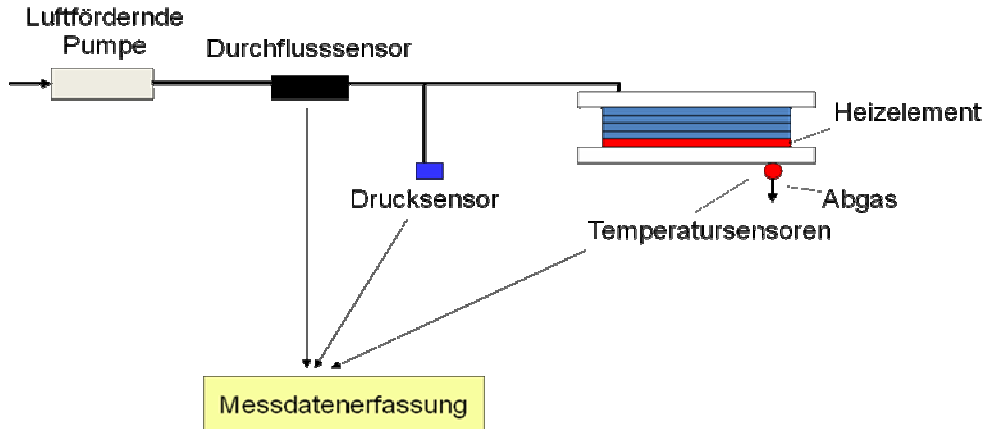 Luftfördernde
Pumpe
Durchflusssensor
Heizelement
Drucksensor
Abgas
Temperatursensoren
Messdatenerfassung